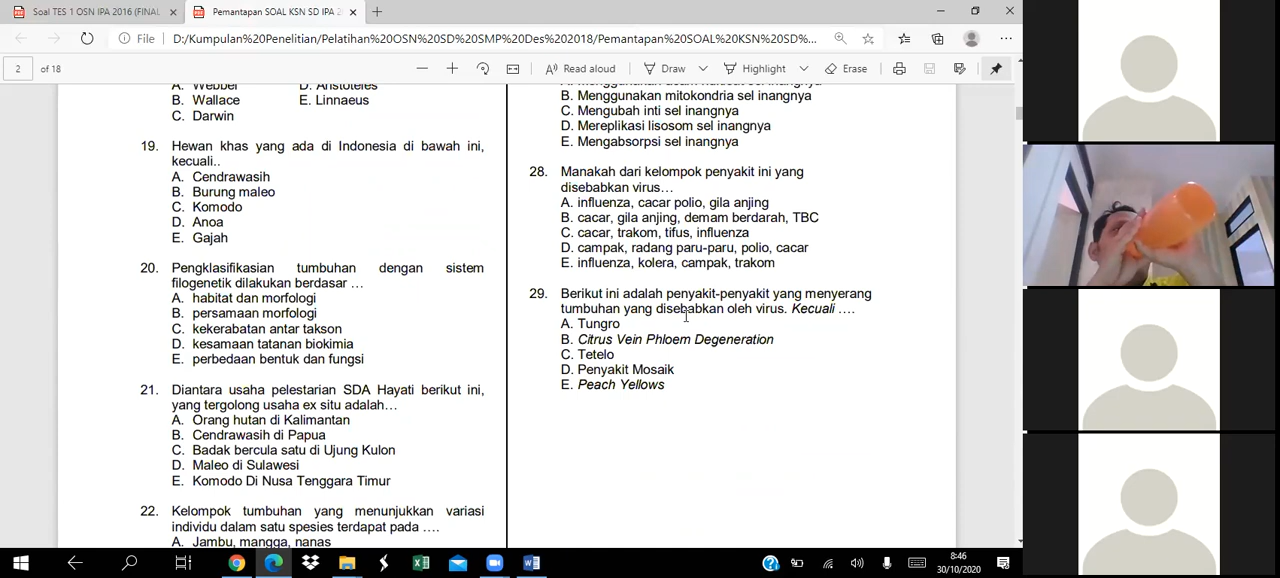 Soal TES 1 OSN IPA 2016 (FINAL
Pemantapan SOAL KSN SD IPA 2
File
D:/Kumpulan%20Penelitian/Pelatihan%20OSN%20SD%20SMP%20Des%202018/Pemantapan%20SOAL%20KSN%20SD%...
2 of 18
Read aloud
Draw
Highlight
Erase
A. Webber D. Aristoteles
B. Wallace E. Linnaeus
C. Darwin
19. Hewan khas yang ada di Indonesia di bawah ini,
kecuali..
A. Cendrawasih
B. Burung maleo
C. Komodo
D. Anoa
E. Gajah
20. Pengklasifikasian tumbuhan dengan sistem
filogenetik dilakukan berdasar …
A. habitat dan morfologi
B. persamaan morfologi
C. kekerabatan antar takson
D. kesamaan tatanan biokimia
E. perbedaan bentuk dan fungsi
21. Diantara usaha pelestarian SDA Hayati berikut ini,
yang tergolong usaha ex situ adalah…
A. Orang hutan di Kalimantan
B. Cendrawasih di Papua
C. Badak bercula satu di Ujung Kulon
D. Maleo di Sulawesi
E. Komodo Di Nusa Tenggara Timur
22. Kelompok tumbuhan yang menunjukkan variasi
individu dalam satu spesies terdapat pada ….
A. Jambu, mangga, nanas
B. Menggunakan mitokondria sel inangnya
C. Mengubah inti sel inangnya
D. Mereplikasi lisosom sel inangnya
E. Mengabsorpsi sel inangnya
28. Manakah dari kelompok penyakit ini yang
disebabkan virus…
A. influenza, cacar polio, gila anjing
B. cacar, gila anjing, demam berdarah, TBC
C. cacar, trakom, tifus, influenza
D. campak, radang paru-paru, polio, cacar
E. influenza, kolera, campak, trakom
29. Berikut ini adalah penyakit-penyakit yang menyerang
tumbuhan yang disebabkan oleh virus. Kecuali ….
A. Tungro
B. Citrus Vein Phloem Degeneration
C. Tetelo
D. Penyakit Mosaik
E. Peach Yellows
8:46
30/10/2020